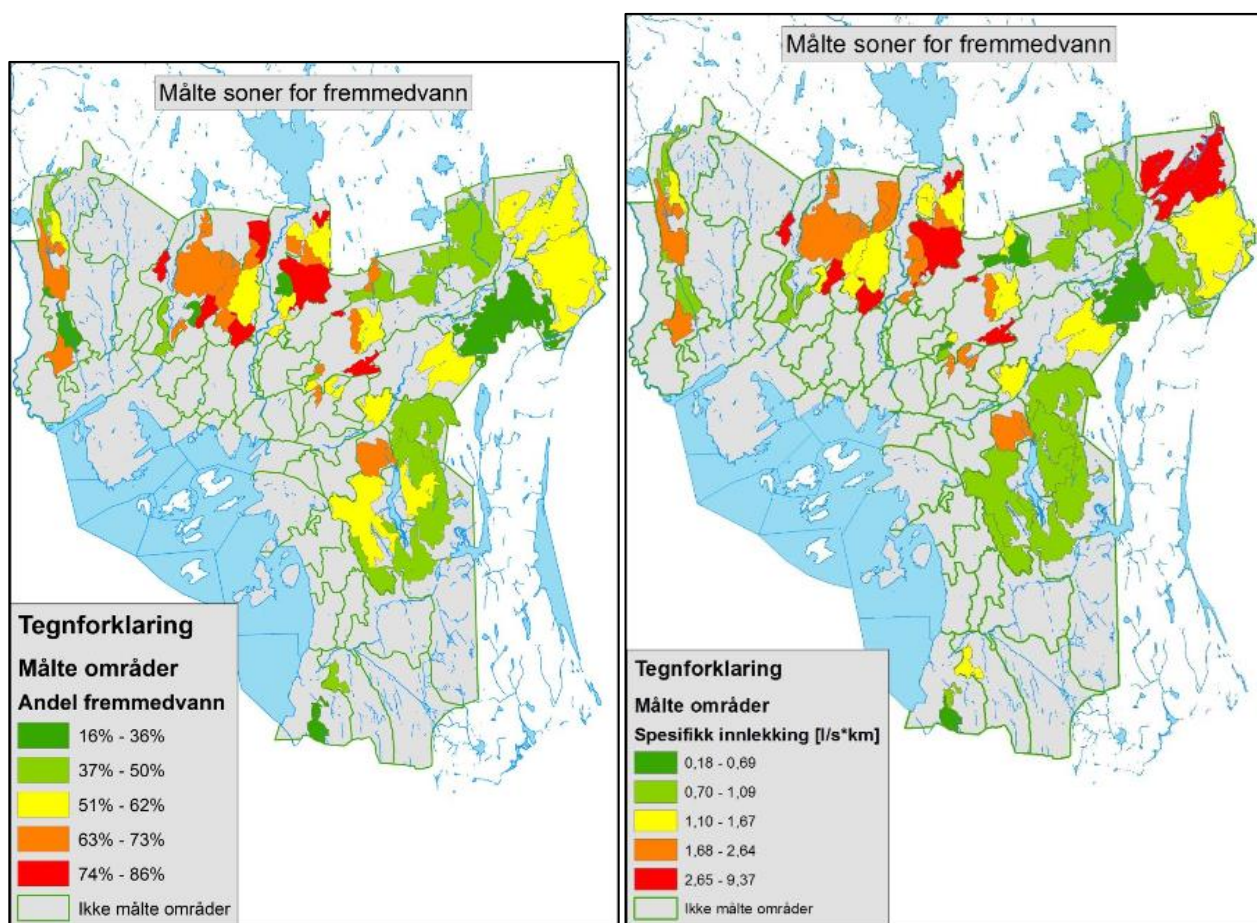 Målte soner for fremmedvann
Tegnforklaring
Målte områder
Andel fremmedvann
16% - 36%
37% - 50%
51% - 62%
63% - 73%
74% - 86%
Ikke målte områder
Målte soner for fremmedvann
Tegnforklaring
Målte områder
Spesifikk innlekking [l/s*km]
0,18 - 0,69
0,70 - 1,09
1,10 - 1,67
1,68 - 2,64
2,65 - 9,37
Ikke målte områder